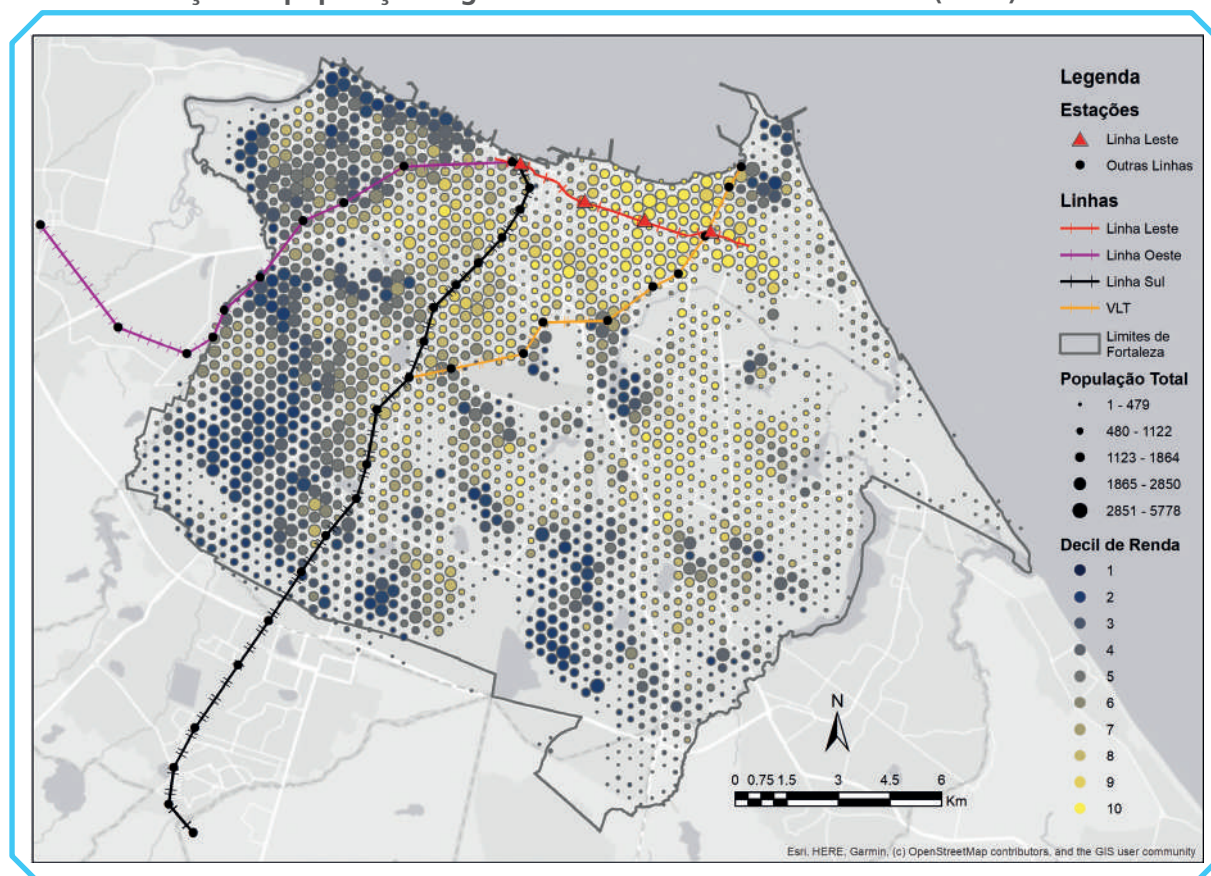 Legenda
Estações
Linha Leste
Outras Linhas
Linhas
Linha Leste
Linha Oeste
Linha Sul
VLT
Limites de
Fortaleza
População Total
1 - 479
480 - 1122
1123 - 1864
1865 - 2850
2851 - 5778
Decil de Renda
1
2
3
4
5
6
7
8
9
10
N
0 0.75 1.5 3 4.5 6
Km
Esri, HERE, Garmin, (c) OpenStreetMap contributors, and the GIS user community